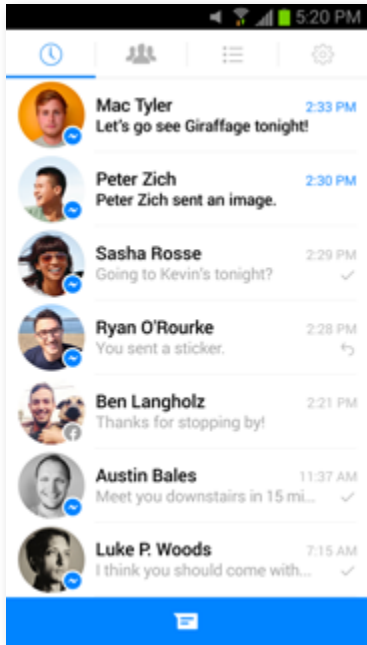 5:20 PM
Mac Tyler 2:33 PM
Let's go see Giraffage tonight!
Peter Zich 2:30 PM
Peter Zich sent an image.
Sasha Rosse 2:29 PM
Going to Kevin's tonight?
Ryan O'Rourke 2:28 PM
You sent a sticker.
Ben Langholz 2:21 PM
Thanks for stopping by!
Austin Bales 11:37 AM
Meet you downstairs in 15 mi...
Luke P. Woods 7:15 AM
I think you should come with...